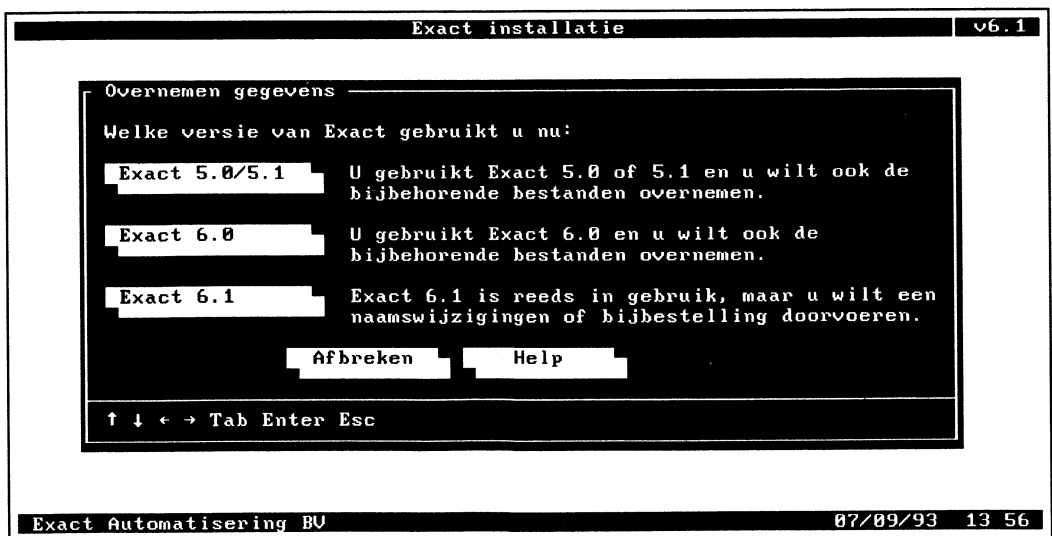 Exact installatie v6.1
Overnemen gegevens
Welke versie van Exact gebruikt u nu:
Exact 5.0/5.1 U gebruikt Exact 5.0 of 5.1 en u wilt ook de
bijbehorende bestanden overnemen.
Exact 6.0 U gebruikt Exact 6.0 en u wilt ook de
bijbehorende bestanden overnemen.
Exact 6.1 Exact 6.1 is reeds in gebruik, maar u wilt een
naamswijzigingen of bijbestelling doorvoeren.
Afbreken Help
↑ ↓ ← → Tab Enter Esc
Exact Automatisering BV 07/09/93 13 56